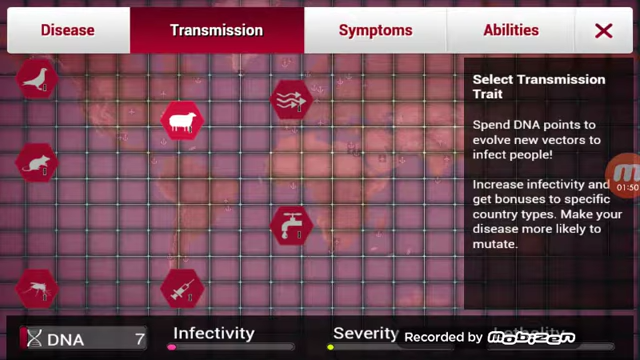 Disease
Transmission
Symptoms
Abilities
X
Select Transmission
Trait
Spend DNA points to
evolve new vectors to
infect people!
Increase infectivity and
get bonuses to specific
country types. Make your
disease more likely to
mutate.
01:50
DNA 7
Infectivity
Severity
Lethality
Recorded by mobizen